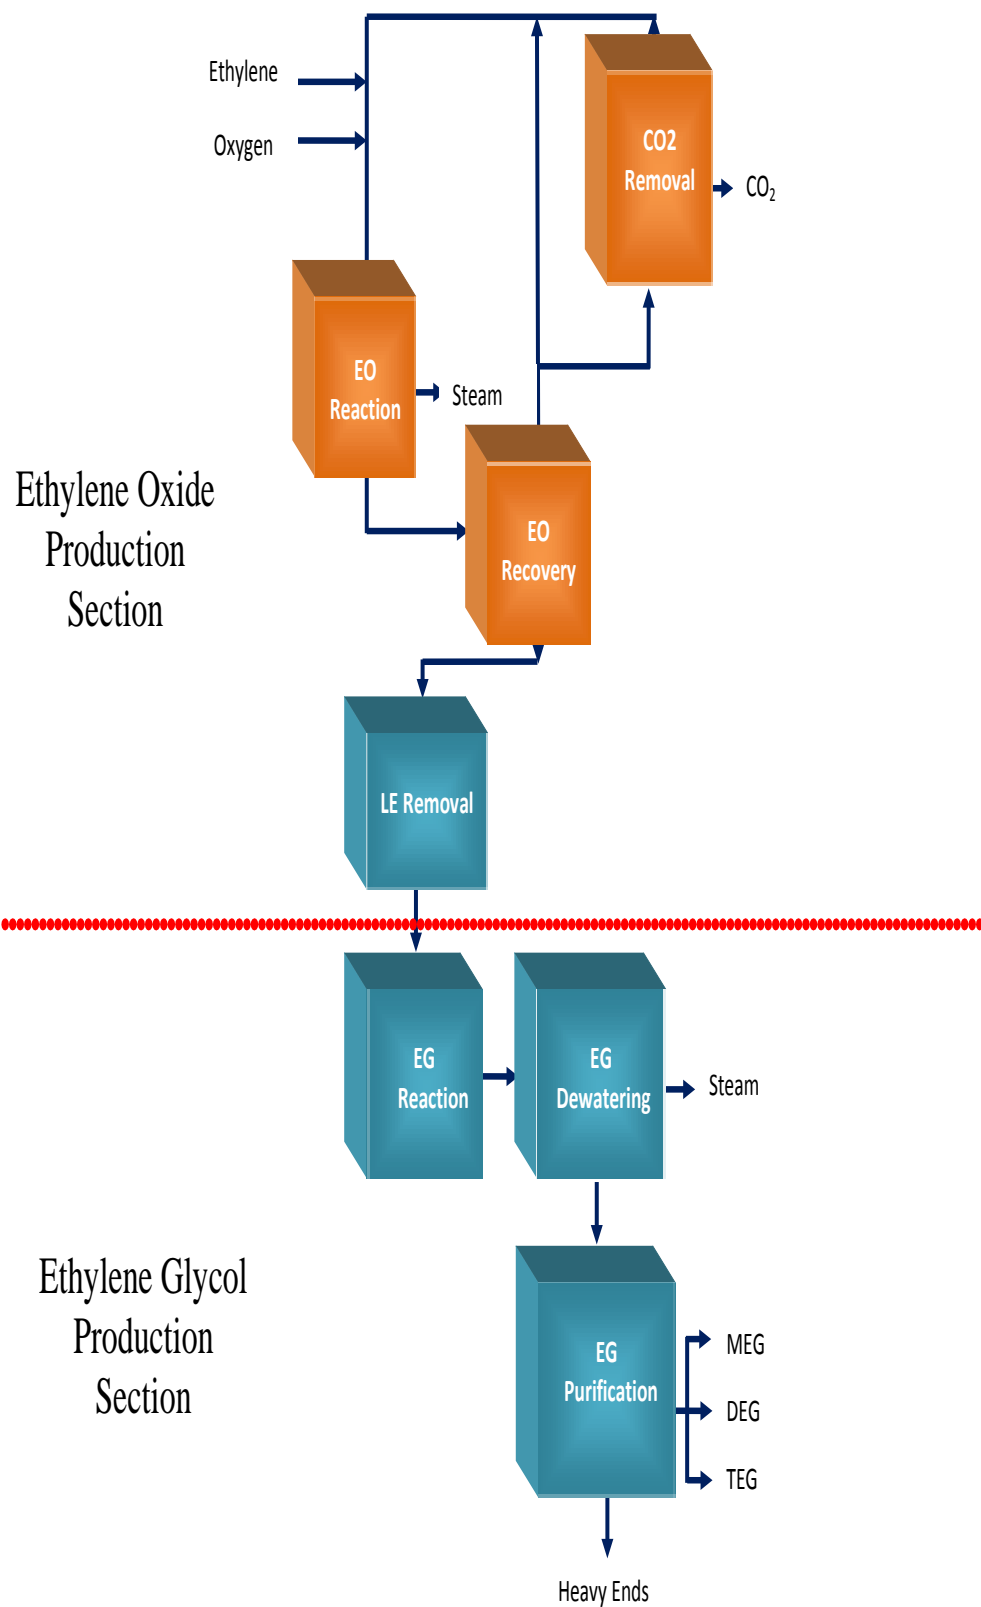 Ethylene
Oxygen
CO2
Removal
CO₂
EO
Reaction
Steam
Ethylene Oxide
Production
Section
EO
Recovery
LE Removal
EG
Reaction
EG
Dewatering
Steam
Ethylene Glycol
Production
Section
EG
Purification
MEG
DEG
TEG
Heavy Ends